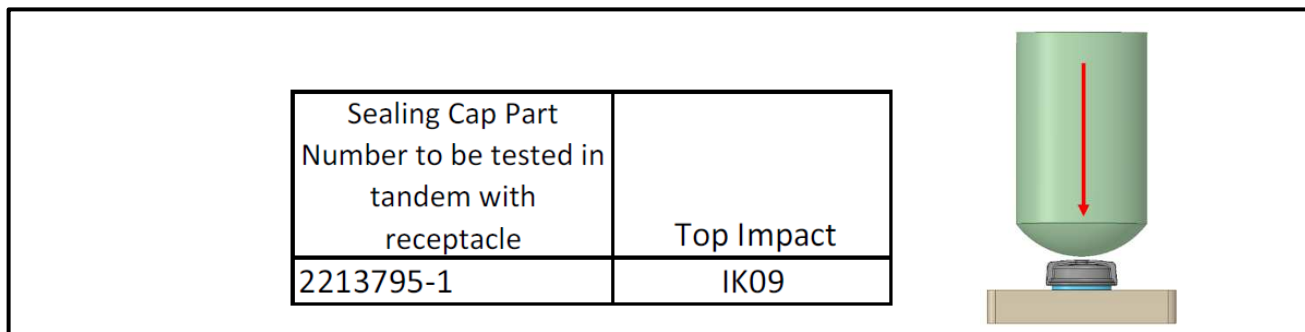 Sealing Cap Part
Number to be tested in
tandem with
receptacle
Top Impact
2213795-1
IK09